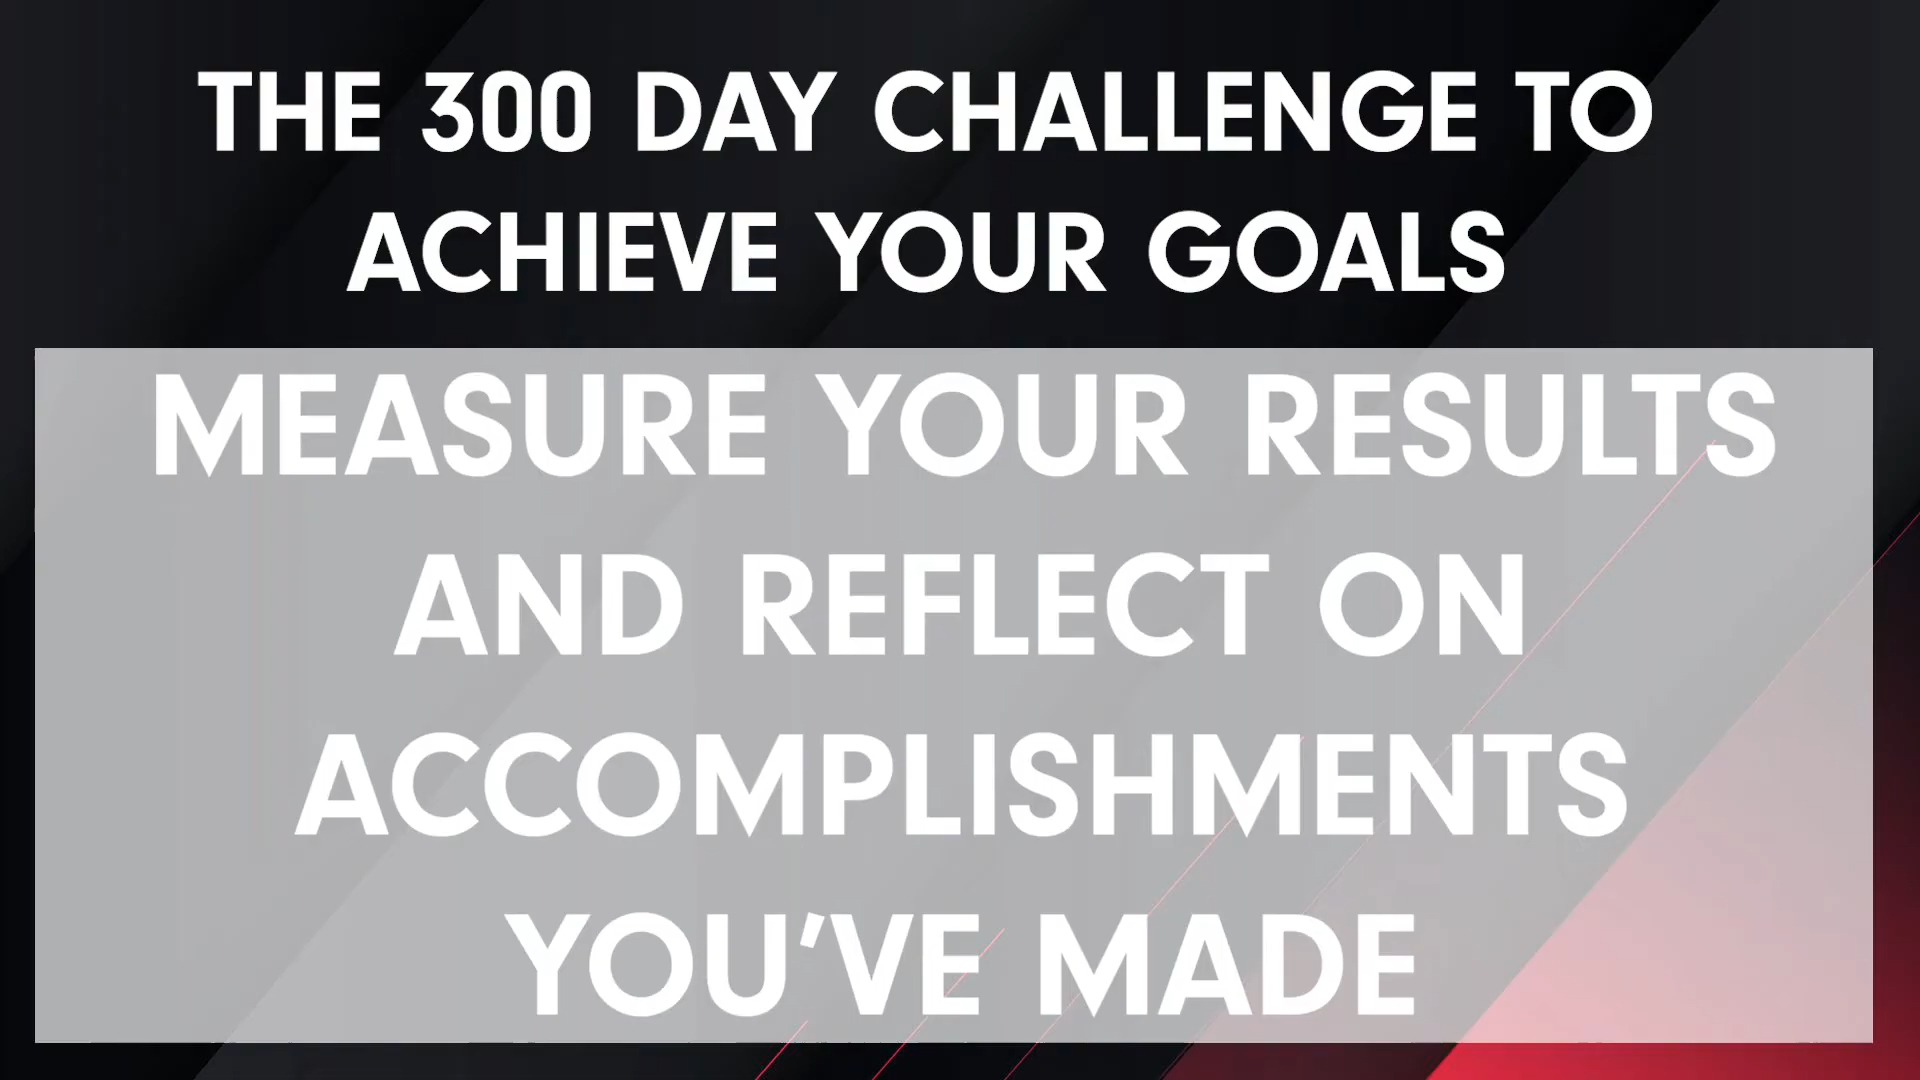 THE 300 DAY CHALLENGE TO
ACHIEVE YOUR GOALS
MEASURE YOUR RESULTS
AND REFLECT ON
ACCOMPLISHMENTS
YOU'VE MADE